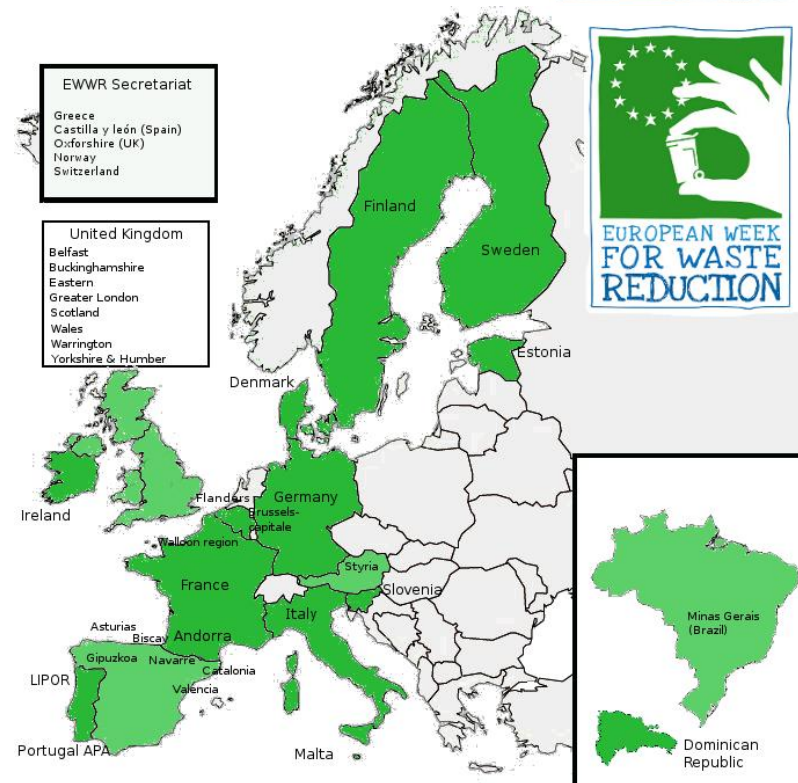 EWWR Secretariat
Greece
Castilla y león (Spain)
Oxforshire (UK)
Norway
Switzerland
United Kingdom
Belfast
Buckinghamshire
Eastern
Greater London
Scotland
Wales
Warrington
Yorkshire & Humber
EUROPEAN WEEK
FOR WASTE
REDUCTION
Finland
Sweden
Estonia
Denmark
Ireland
Flanders
Germany
Brussels-
capitale
Walloon region
Styria
France
Slovenia
Italy
Asturias
Biscay
Andorra
Gipuzkoa
Navarre
Catalonia
LIPOR
Valencia
Portugal APA
Malta
Minas Gerais
(Brazil)
Dominican
Republic